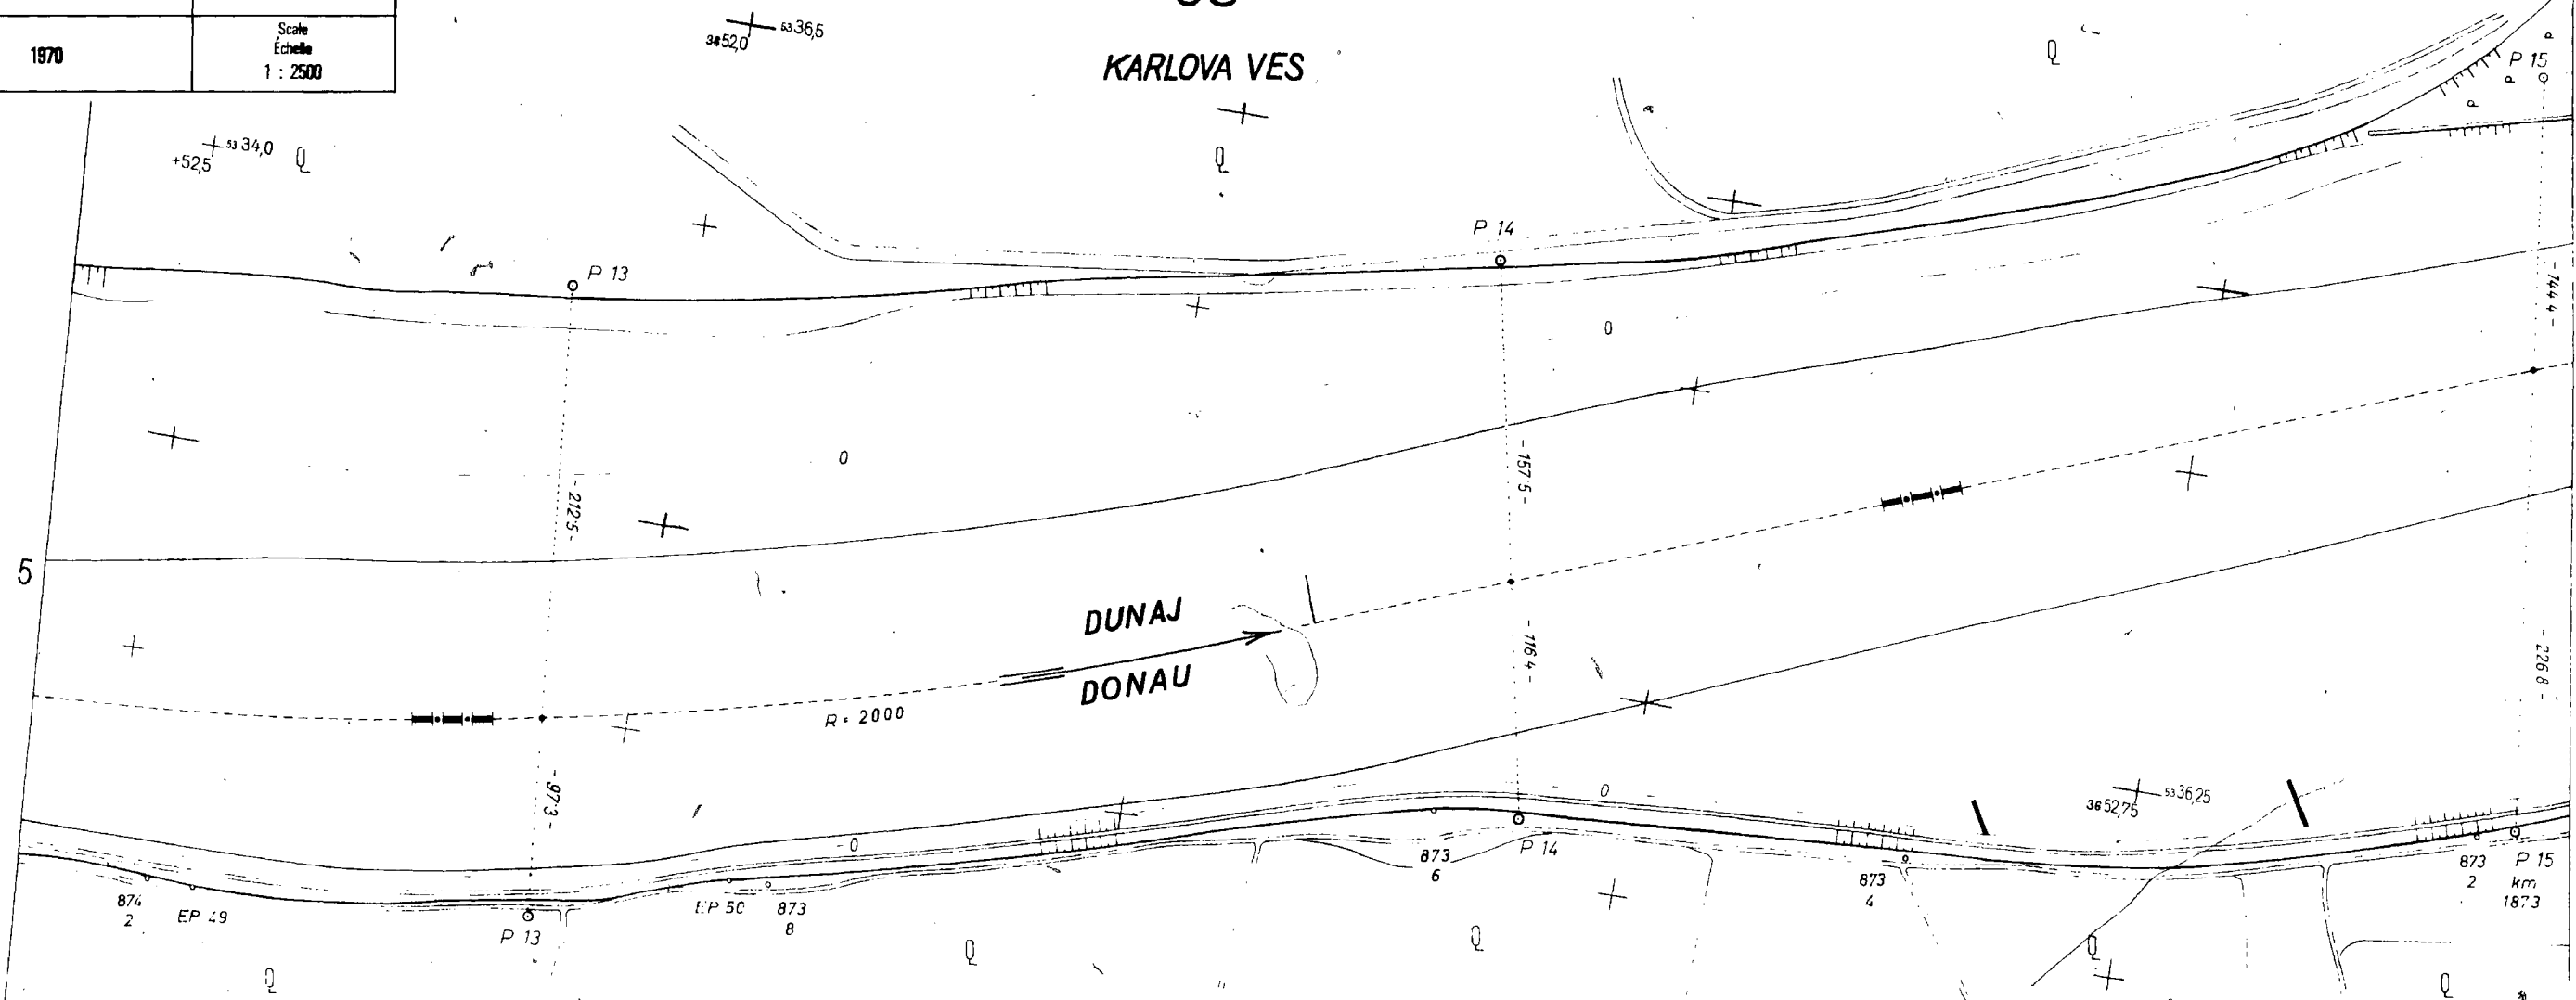 Scale
Échelle
1 : 2500
1970
KARLOVA VES
3652,0 5336,5
+52,5 5334,0
P 13
P 14
P 15
- 212·5 -
- 157·5 -
- 744·4 -
5
DUNAJ
DONAU
R = 2000
- 97·3 -
- 116·4 -
- 226·8 -
3652,75 5336,25
874
2
EP 49
P 13
EP 50
873
8
873
6
P 14
873
4
873
2
P 15
km
1873